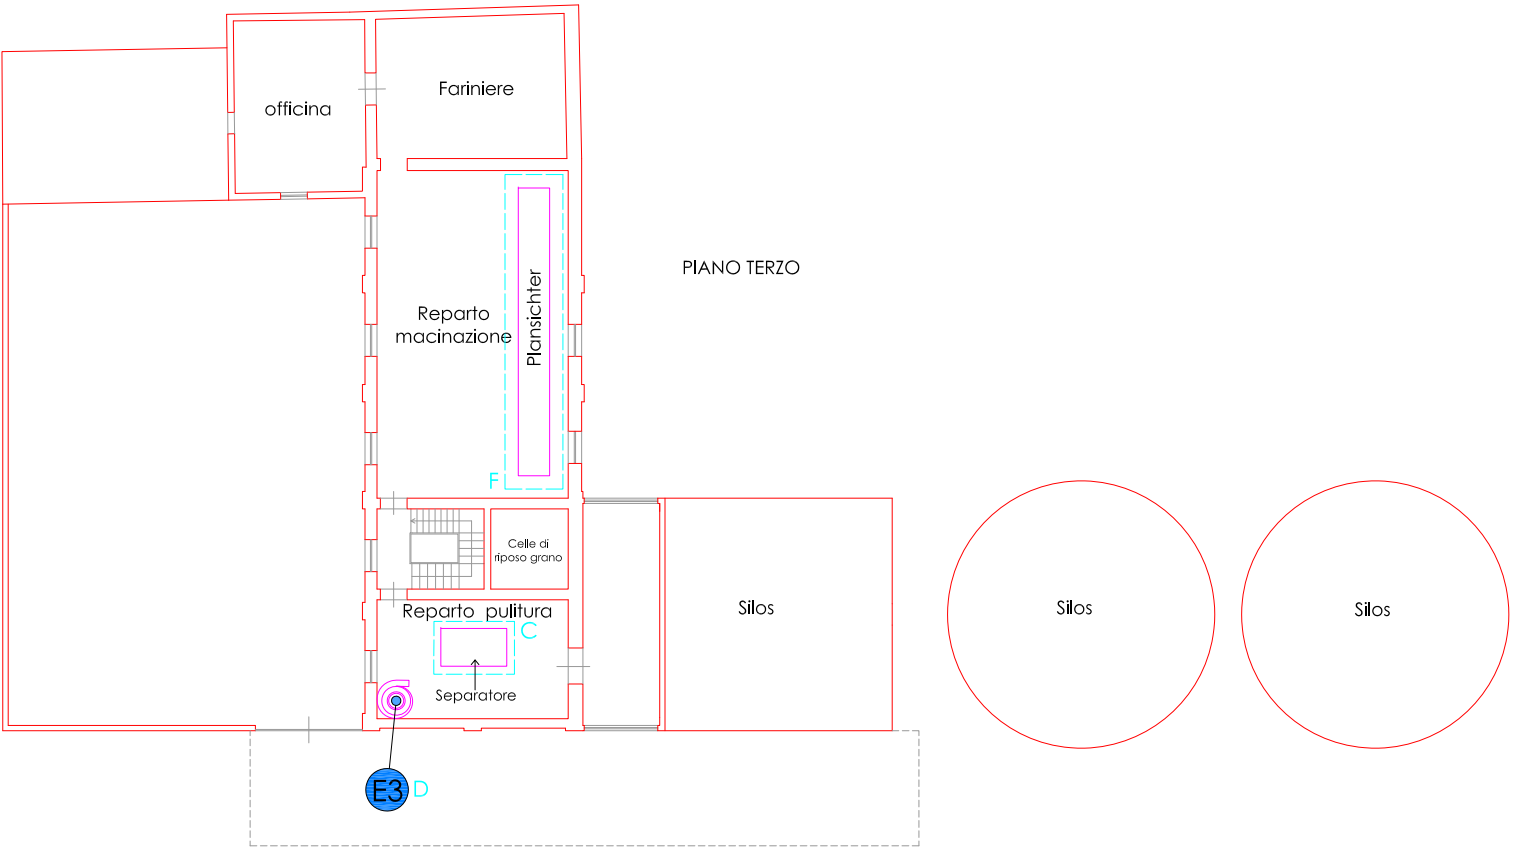 Fariniere
officina
PIANO TERZO
Reparto
macinazione
Plansichter
F
Celle di
riposo grano
Reparto pulitura
C
Separatore
Silos
Silos
Silos
E3
D